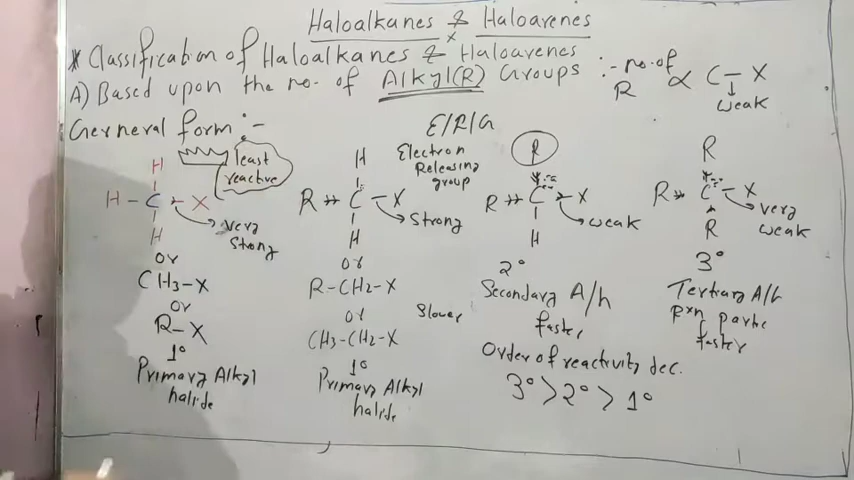 Haloalkanes & Haloarenes
* Classification of Haloalkanes & Haloarenes
A) Based upon the no. of Alkyl(R) Groups :- no. of R ∝ C-X
weak
Gerneral form :-
E/R/G
Electron
Releasing
group
least
reactive
H
H - C - X
H
very
Strong
or
CH3-X
or
R-X
1°
Primary Alkyl
halide
H
R C - X
H
Strong
or
R-CH2-X
or
CH3-CH2-X
1°
Primary Alkyl
halide
Slower
R
R C X
H
weak
2°
Secondary A/h
faster
R
R C - X
R
very
weak
3°
Tertiary A/h
faster
Order of reactivity dec.
3° > 2° > 1°